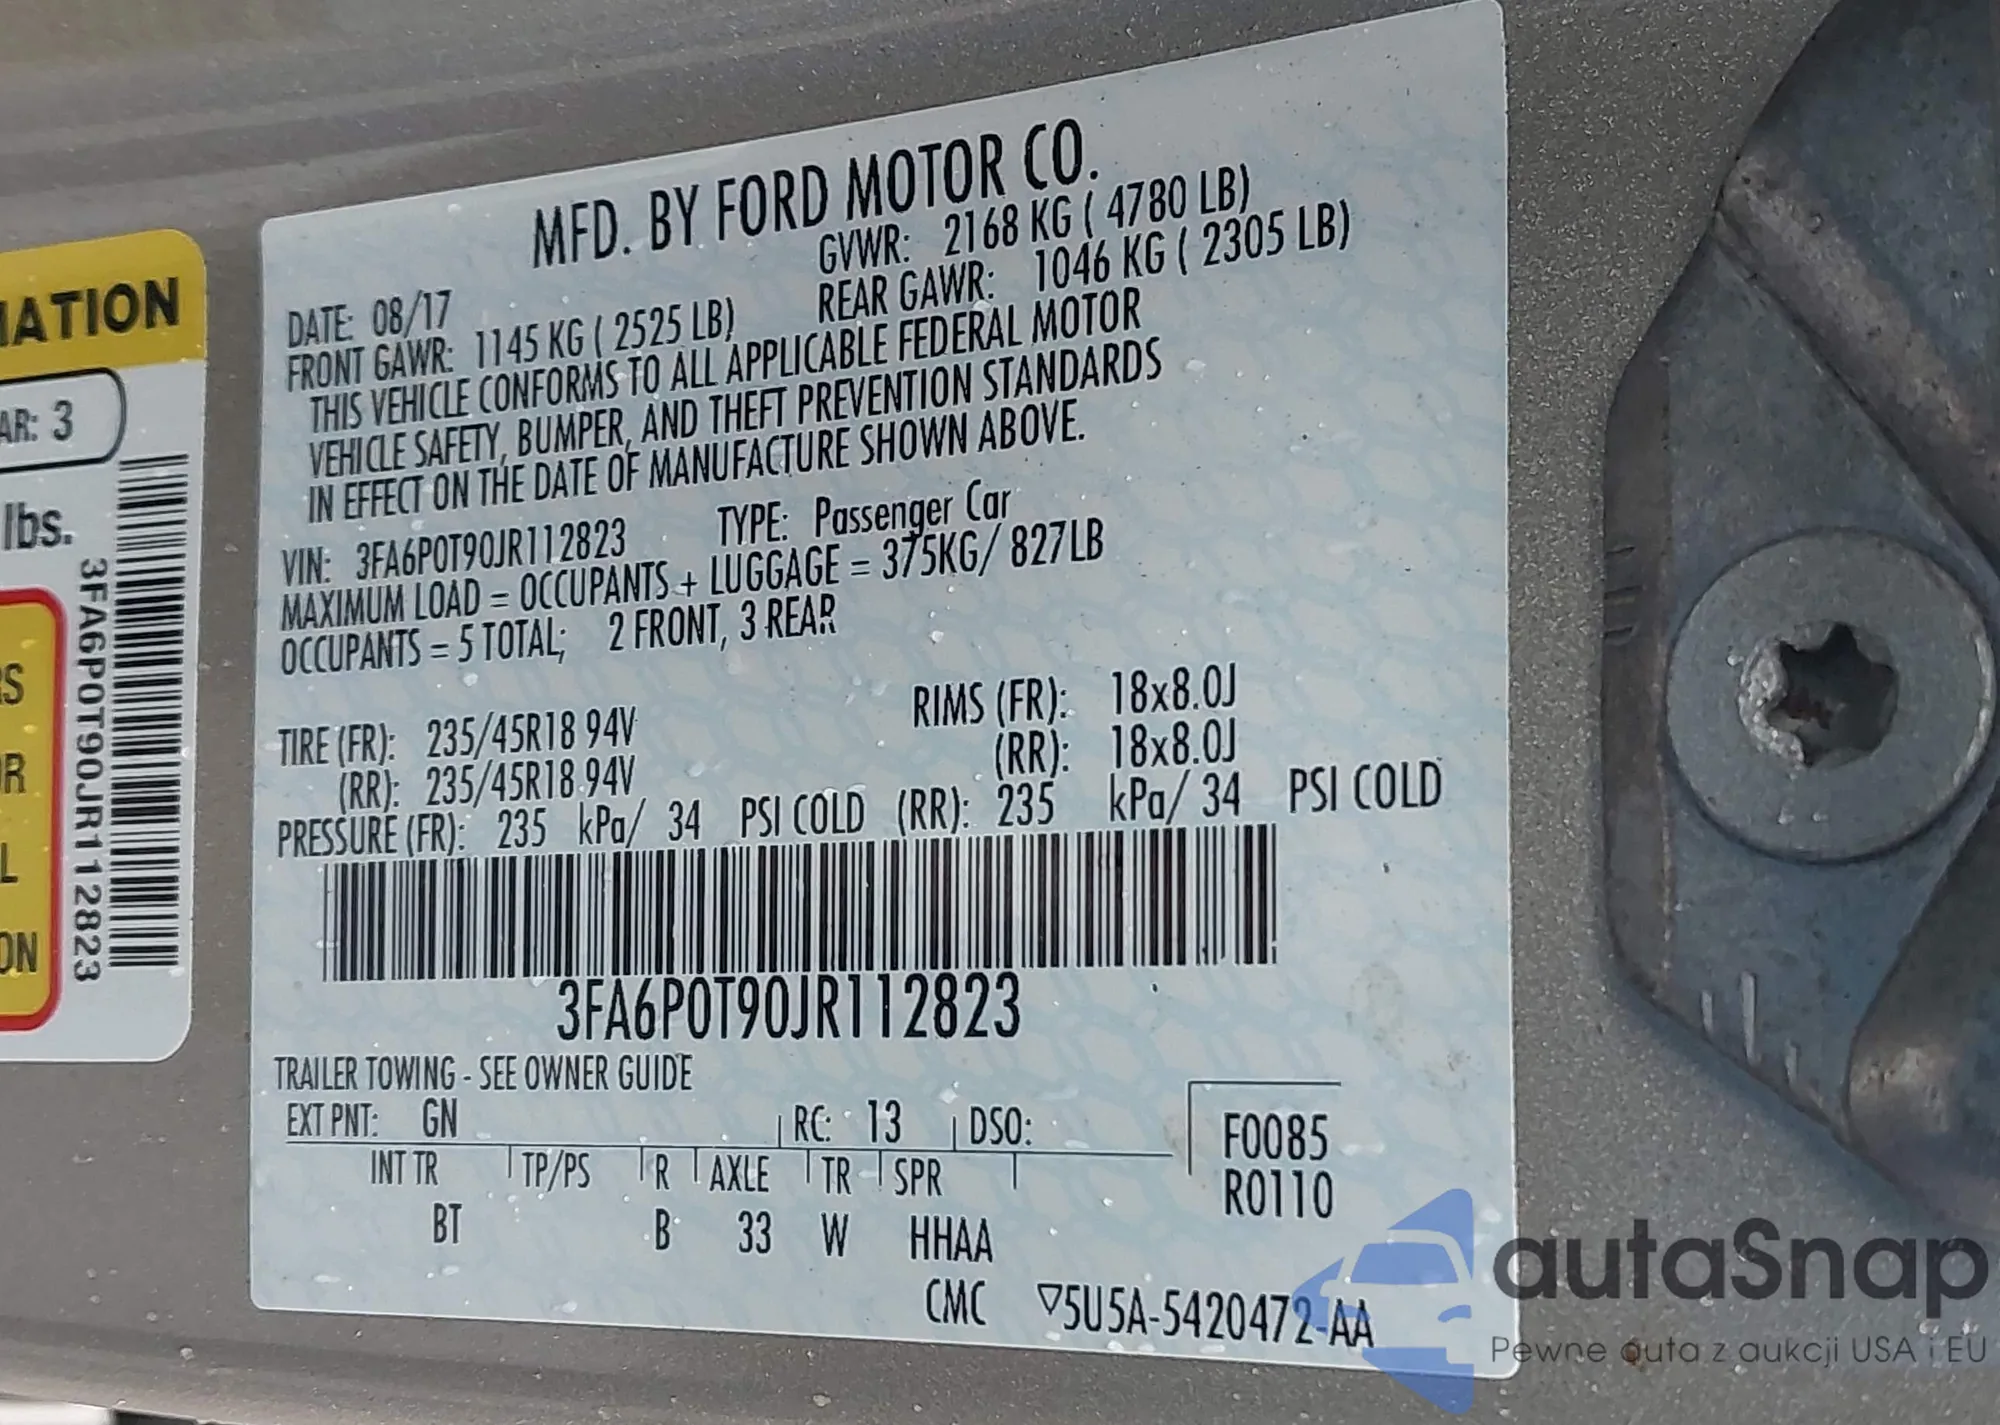 MATION
AR: 3
lbs.
3FA6P0T90JR112823
RS
OR
L
ON
MFD. BY FORD MOTOR CO.
DATE: 08/17 GVWR: 2168 KG ( 4780 LB)
FRONT GAWR: 1145 KG ( 2525 LB) REAR GAWR: 1046 KG ( 2305 LB)
THIS VEHICLE CONFORMS TO ALL APPLICABLE FEDERAL MOTOR
VEHICLE SAFETY, BUMPER, AND THEFT PREVENTION STANDARDS
IN EFFECT ON THE DATE OF MANUFACTURE SHOWN ABOVE.
VIN: 3FA6P0T90JR112823 TYPE: Passenger Car
MAXIMUM LOAD = OCCUPANTS + LUGGAGE = 375KG/ 827LB
OCCUPANTS = 5 TOTAL; 2 FRONT, 3 REAR
TIRE (FR): 235/45R18 94V RIMS (FR): 18x8.0J
(RR): 235/45R18 94V (RR): 18x8.0J
PRESSURE (FR): 235 kPa/ 34 PSI COLD (RR): 235 kPa/ 34 PSI COLD
3FA6P0T90JR112823
TRAILER TOWING - SEE OWNER GUIDE
EXT PNT: GN RC: 13 DSO: F0085
INT TR TP/PS R AXLE TR SPR R0110
BT B 33 W HHAA
CMC ▽5U5A-5420472-AA
autaSnap
Pewne auta z aukcji USA i EU